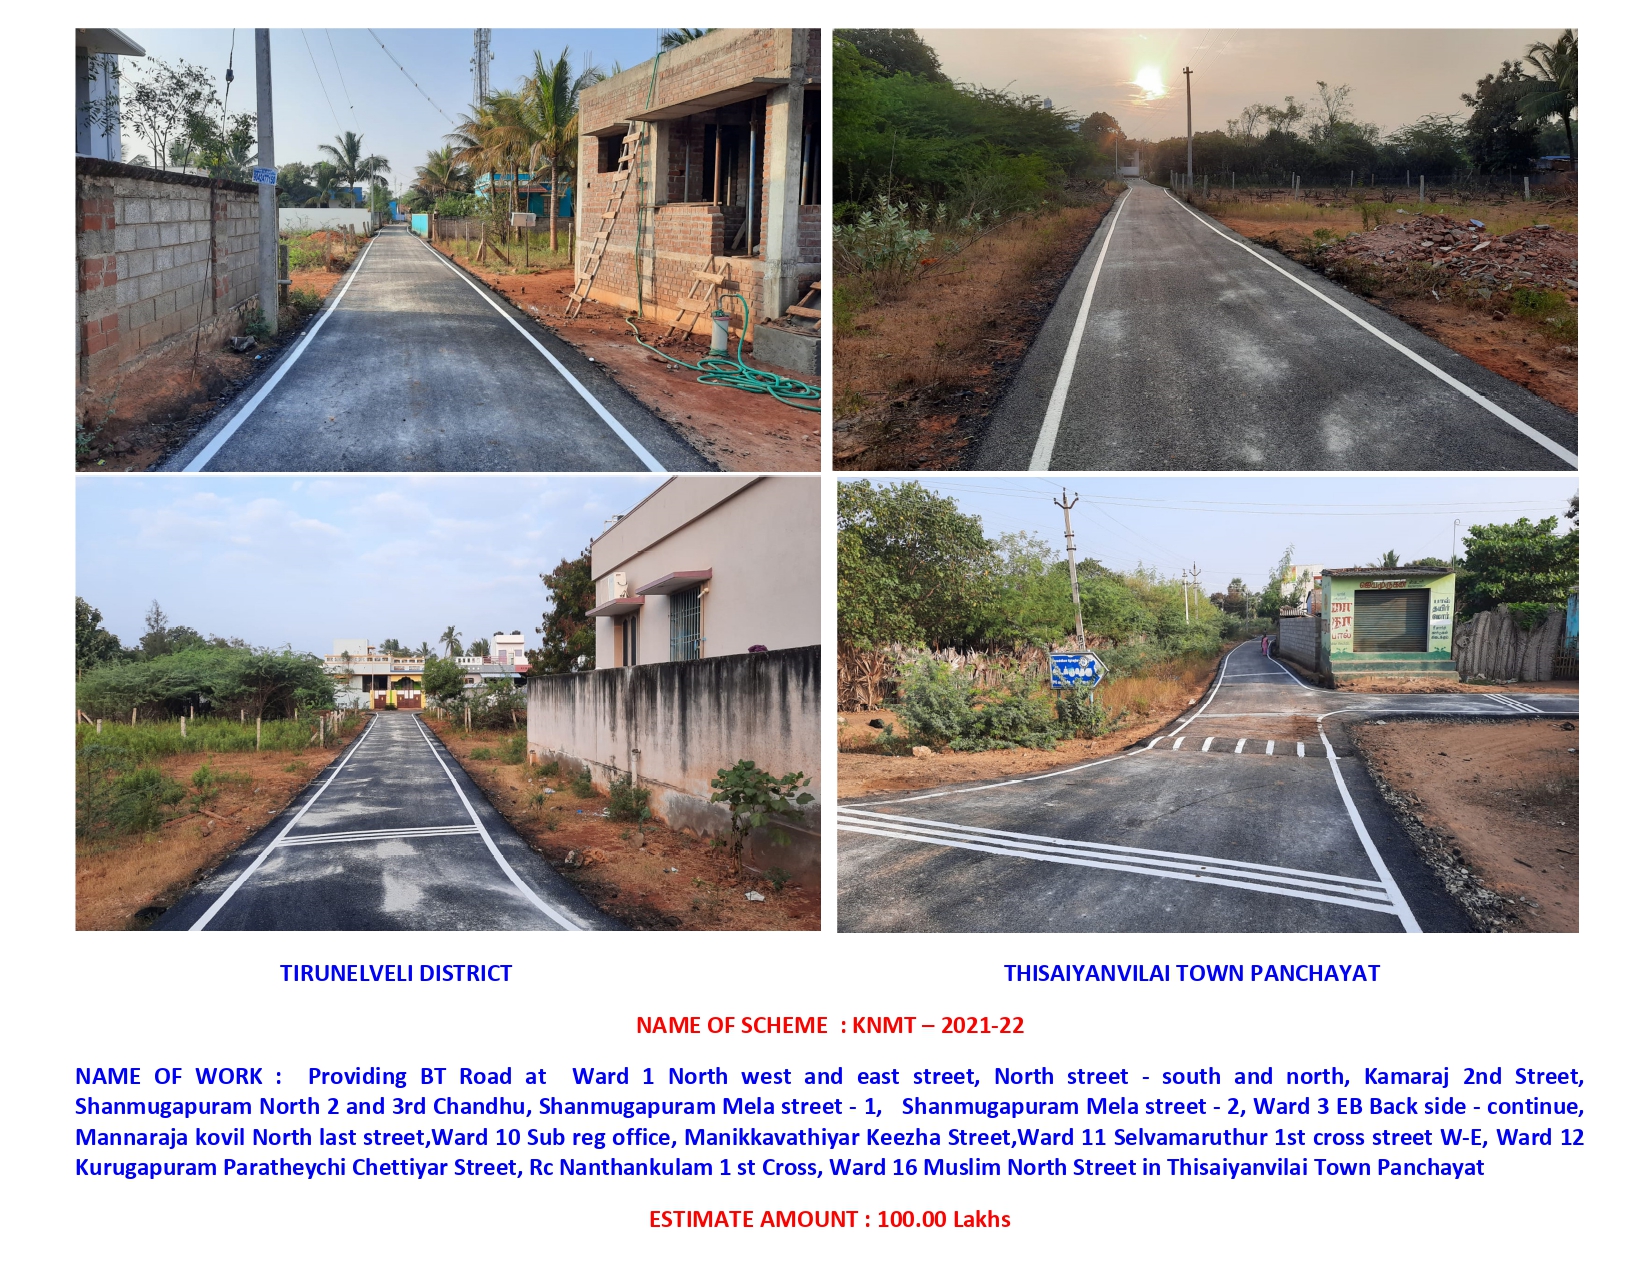 ஜெயமுருகன்
பால்
பால்
தயிர்
மோர்
TIRUNELVELI DISTRICT
THISAIYANVILAI TOWN PANCHAYAT
NAME OF SCHEME : KNMT – 2021-22
NAME OF WORK : Providing BT Road at Ward 1 North west and east street, North street - south and north, Kamaraj 2nd Street,
Shanmugapuram North 2 and 3rd Chandhu, Shanmugapuram Mela street - 1, Shanmugapuram Mela street - 2, Ward 3 EB Back side - continue,
Mannaraja kovil North last street,Ward 10 Sub reg office, Manikkavathiyar Keezha Street,Ward 11 Selvamaruthur 1st cross street W-E, Ward 12
Kurugapuram Paratheychi Chettiyar Street, Rc Nanthankulam 1 st Cross, Ward 16 Muslim North Street in Thisaiyanvilai Town Panchayat
ESTIMATE AMOUNT : 100.00 Lakhs